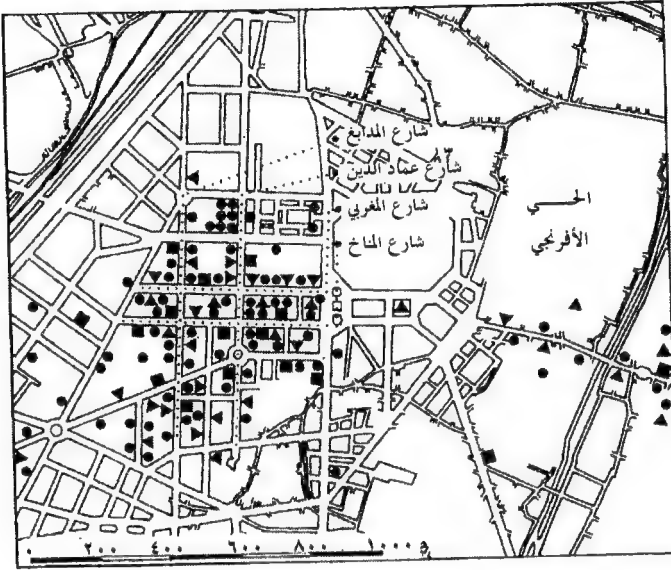 شارع المدابغ
شارع عماد الدين
شارع المغربي
شارع المناخ
الحي
الأفرنجي
٠ ٢٠٠ ٤٠٠ ٦٠٠ ٨٠٠ ١٠٠٠ م